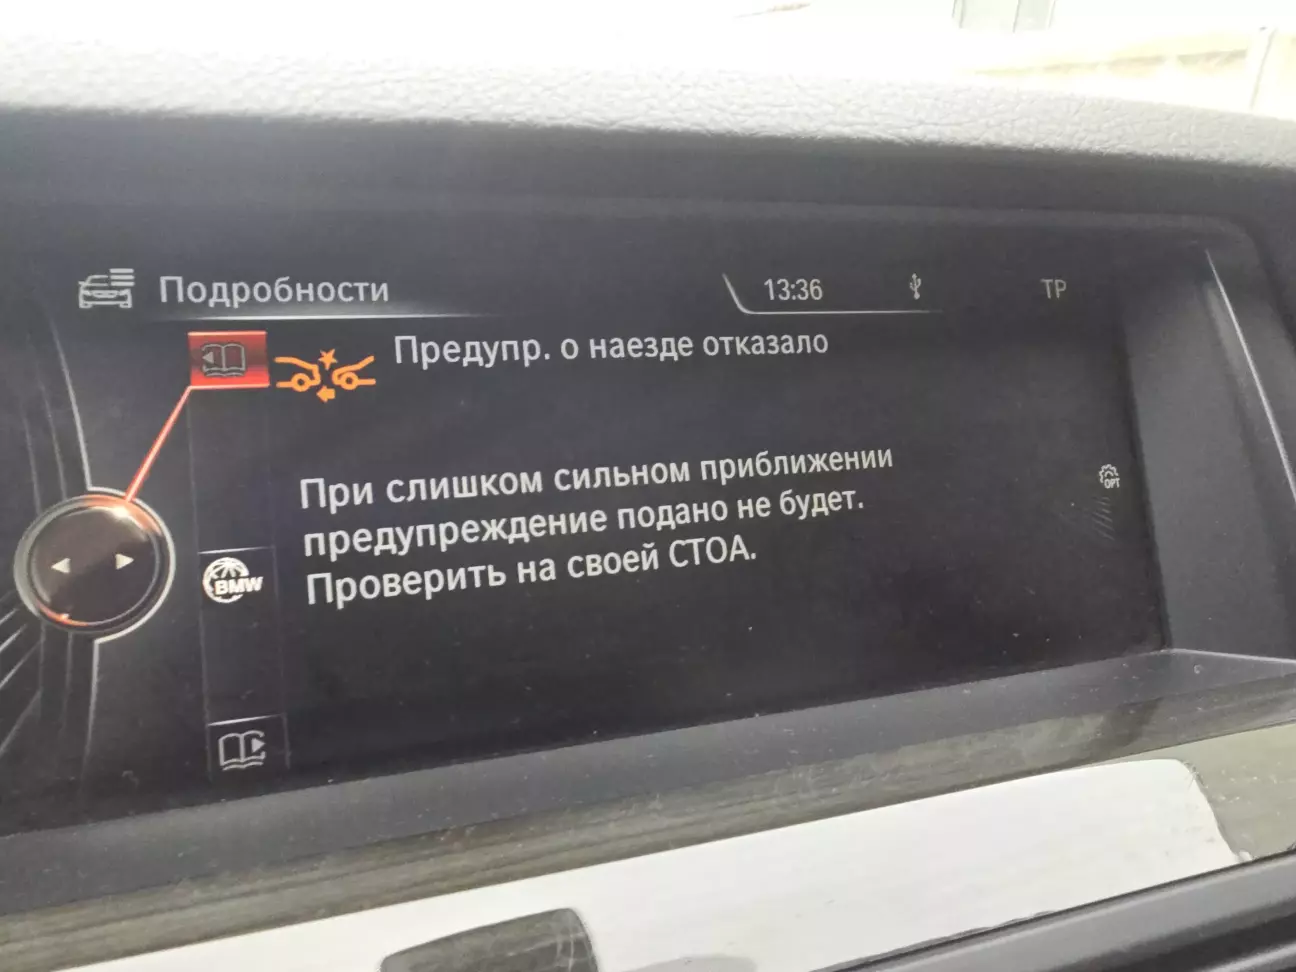 Подробности
13:36
TP
Предупр. о наезде отказало
При слишком сильном приближении
предупреждение подано не будет.
Проверить на своей СТОА.
OPT
BMW